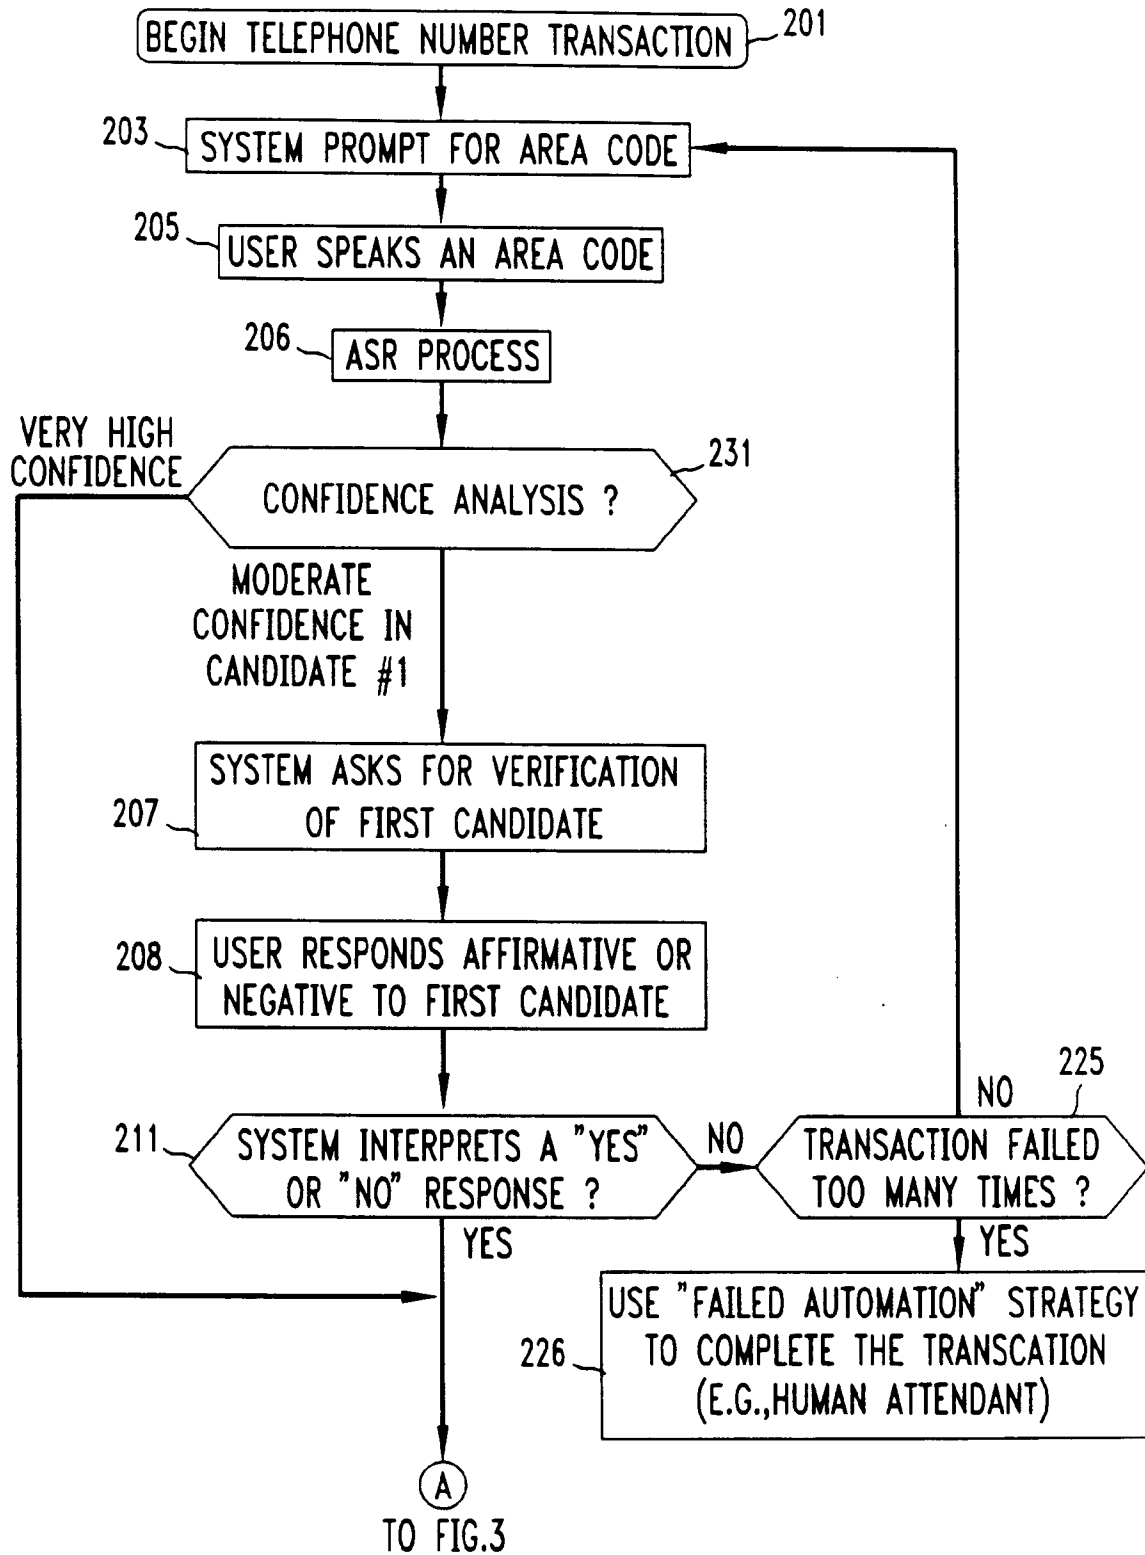 BEGIN TELEPHONE NUMBER TRANSACTION
201
203
SYSTEM PROMPT FOR AREA CODE
205
USER SPEAKS AN AREA CODE
206
ASR PROCESS
VERY HIGH
CONFIDENCE
231
CONFIDENCE ANALYSIS ?
MODERATE
CONFIDENCE IN
CANDIDATE #1
SYSTEM ASKS FOR VERIFICATION
OF FIRST CANDIDATE
207
208
USER RESPONDS AFFIRMATIVE OR
NEGATIVE TO FIRST CANDIDATE
211
SYSTEM INTERPRETS A "YES"
OR "NO" RESPONSE ?
NO
NO
225
TRANSACTION FAILED
TOO MANY TIMES ?
YES
YES
USE "FAILED AUTOMATION" STRATEGY
TO COMPLETE THE TRANSCATION
(E.G.,HUMAN ATTENDANT)
226
A
TO FIG.3